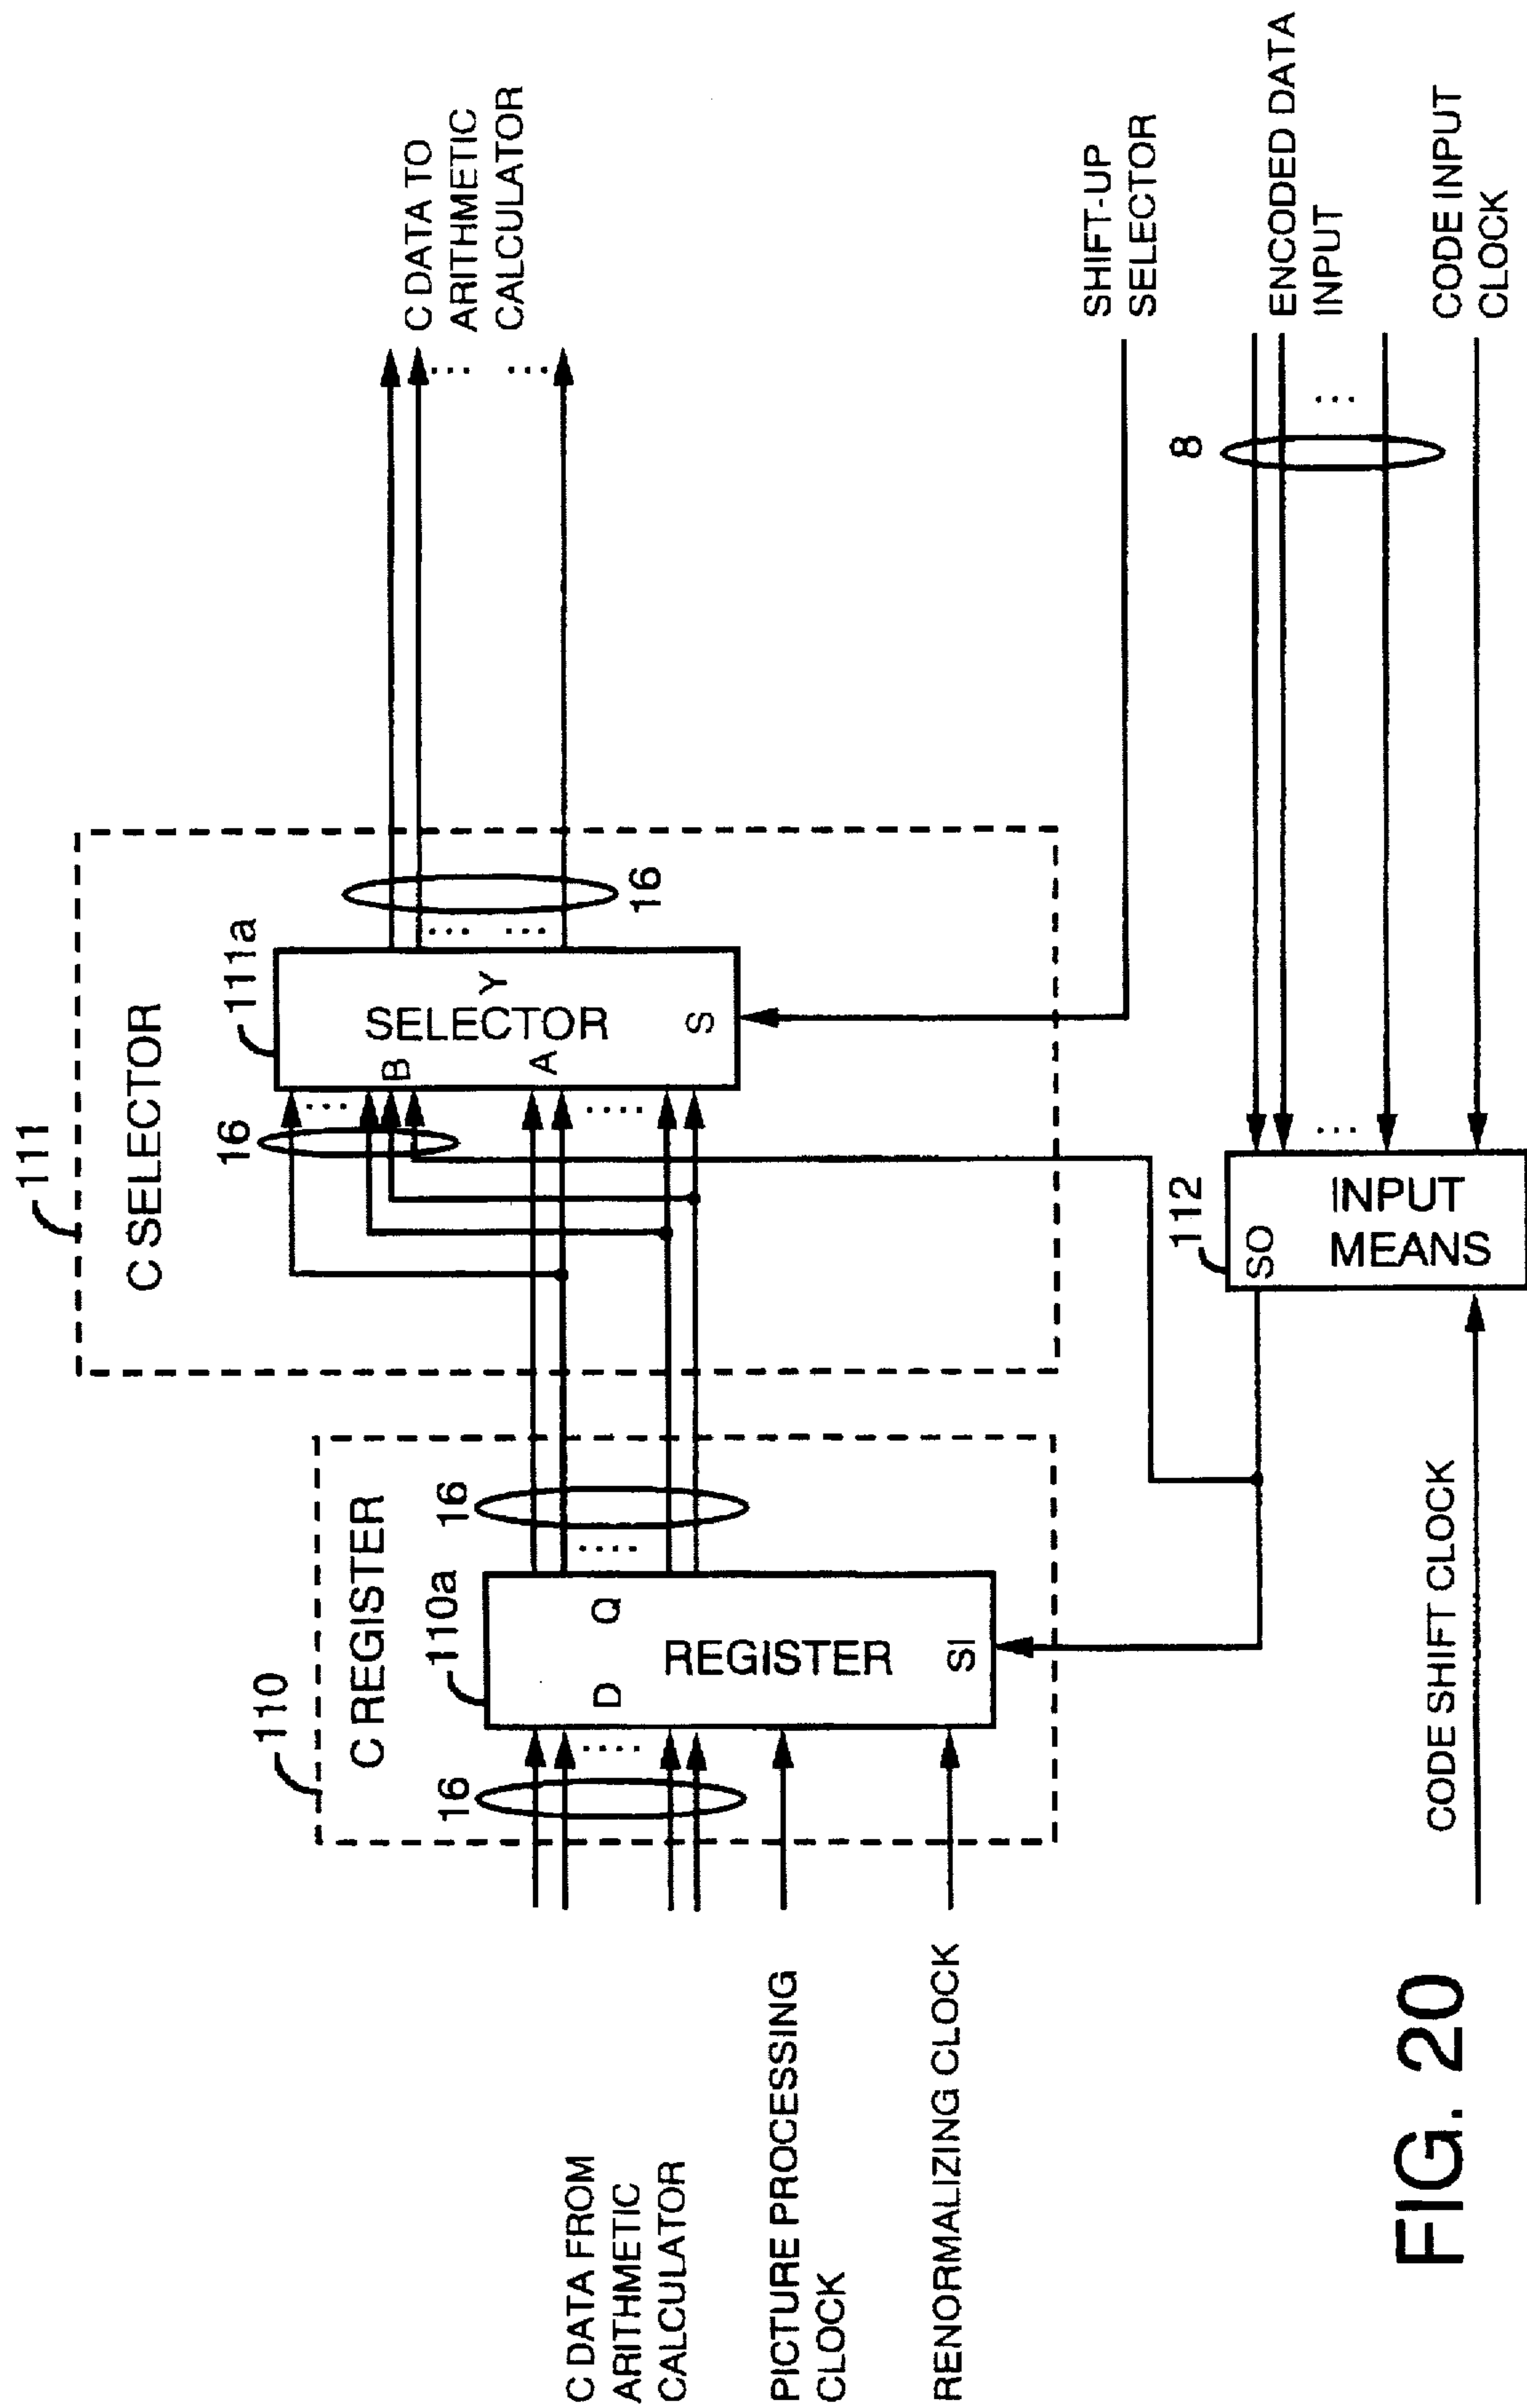 111
C SELECTOR
110
C REGISTER
16
110a
16
D
Q
REGISTER
SI
16
111a
B
SELECTOR
A
Y
S
16
C DATA TO
ARITHMETIC
CALCULATOR
C DATA FROM
ARITHMETIC
CALCULATOR
PICTURE PROCESSING
CLOCK
RENORMALIZING CLOCK
SHIFT-UP
SELECTOR
8
ENCODED DATA
INPUT
CODE INPUT
CLOCK
112
SO
INPUT
MEANS
CODE SHIFT CLOCK
FIG. 20